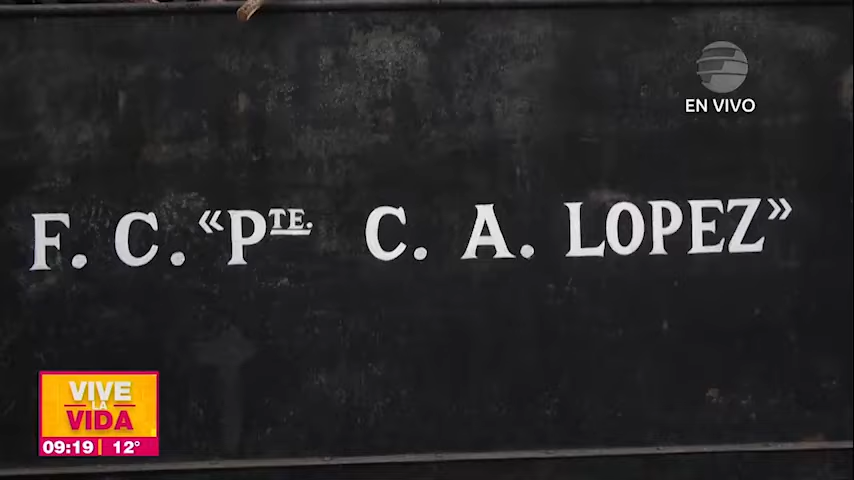 EN VIVO
F. C. «PTE. C. A. LOPEZ»
VIVE
LA
VIDA
09:19 12°